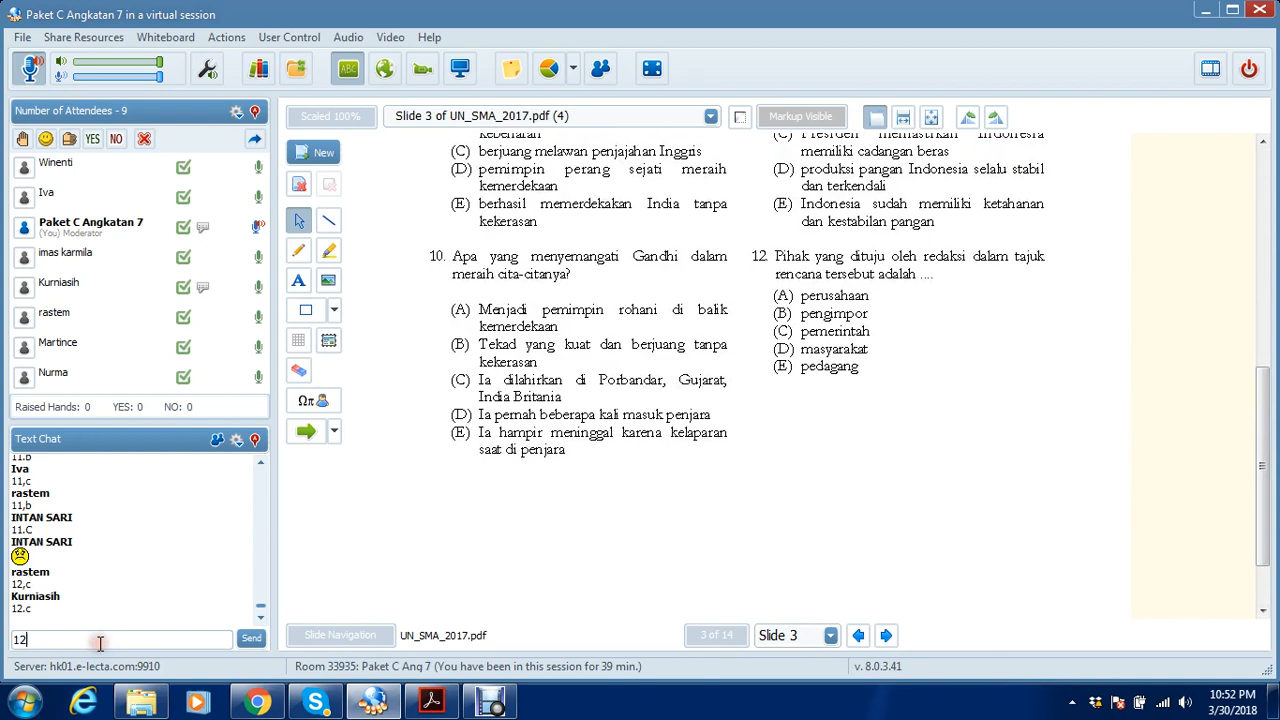 Paket C Angkatan 7 in a virtual session
File Share Resources Whiteboard Actions User Control Audio Video Help
ABC
Number of Attendees - 9
YES NO
Winenti
Iva
Paket C Angkatan 7
(You) Moderator
imas karmila
Kurniasih
rastem
Martince
Nurma
Raised Hands: 0 YES: 0 NO: 0
Text Chat
11.b
Iva
11,c
rastem
11,b
INTAN SARI
11.C
INTAN SARI
rastem
12,c
Kurniasih
12.c
12
Send
Scaled 100%
Slide 3 of UN_SMA_2017.pdf (4)
Markup Visible
New
A
Ωπ
kebenaran
(C) berjuang melawan penjajahan Inggris
(D) pemimpin perang sejati meraih
kemerdekaan
(E) berhasil memerdekakan India tanpa
kekerasan
10. Apa yang menyemangati Gandhi dalam
meraih cita-citanya?
(A) Menjadi pemimpin rohani di balik
kemerdekaan
(B) Tekad yang kuat dan berjuang tanpa
kekerasan
(C) Ia dilahirkan di Porbandar, Gujarat,
India Britania
(D) Ia pernah beberapa kali masuk penjara
(E) Ia hampir meninggal karena kelaparan
saat di penjara
(C) Presiden memastikan Indonesia
memiliki cadangan beras
(D) produksi pangan Indonesia selalu stabil
dan terkendali
(E) Indonesia sudah memiliki ketahanan
dan kestabilan pangan
12. Pihak yang dituju oleh redaksi dalam tajuk
rencana tersebut adalah ....
(A) perusahaan
(B) pengimpor
(C) pemerintah
(D) masyarakat
(E) pedagang
Slide Navigation
UN_SMA_2017.pdf
3 of 14
Slide 3
Server: hk01.e-lecta.com:9910
Room 33935: Paket C Ang 7 (You have been in this session for 39 min.)
v. 8.0.3.41
10:52 PM
3/30/2018